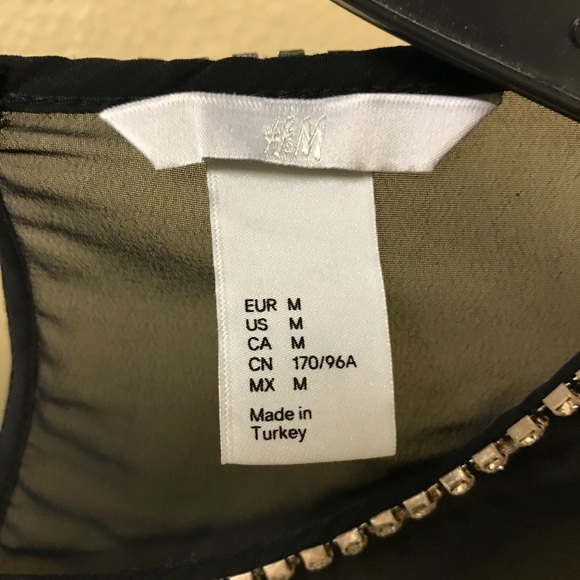 H&M
EUR M
US M
CA M
CN 170/96A
MX M
Made in
Turkey